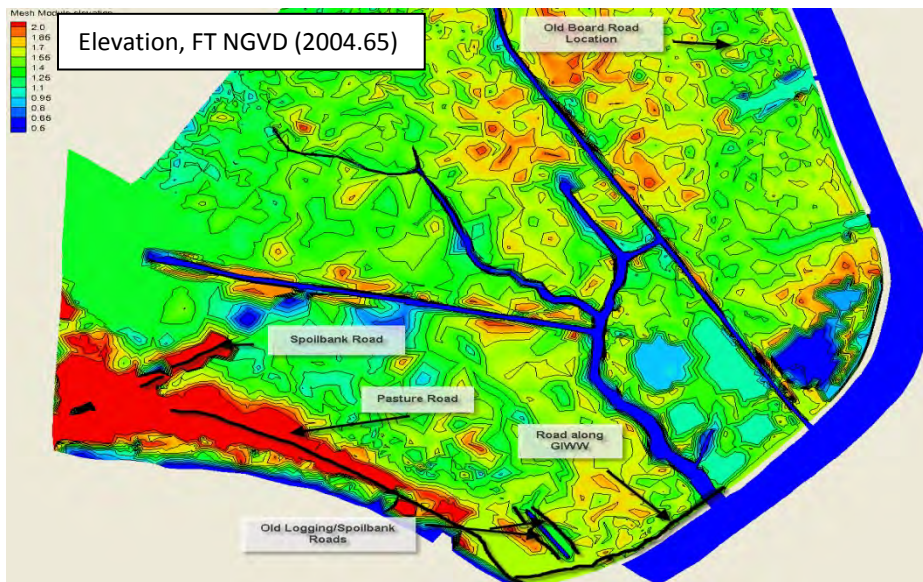 Mesh Module elevation
2.0
1.85
1.7
1.55
1.4
1.25
1.1
0.95
0.8
0.65
0.5
Elevation, FT NGVD (2004.65)
Old Board Road
Location
Spoilbank Road
Pasture Road
Road along
GIWW
Old Logging/Spoilbank
Roads